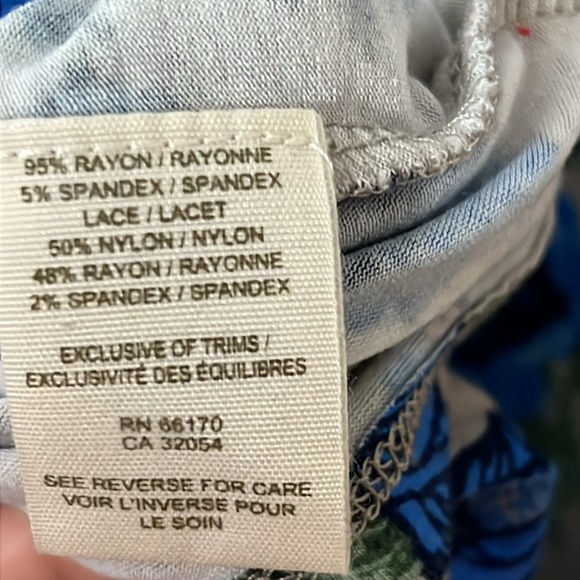 95% RAYON / RAYONNE
5% SPANDEX / SPANDEX
LACE / LACET
50% NYLON / NYLON
48% RAYON / RAYONNE
2% SPANDEX / SPANDEX
EXCLUSIVE OF TRIMS /
EXCLUSIVITÉ DES ÉQUILIBRES
RN 66170
CA 32054
SEE REVERSE FOR CARE
VOIR L'INVERSE POUR
LE SOIN